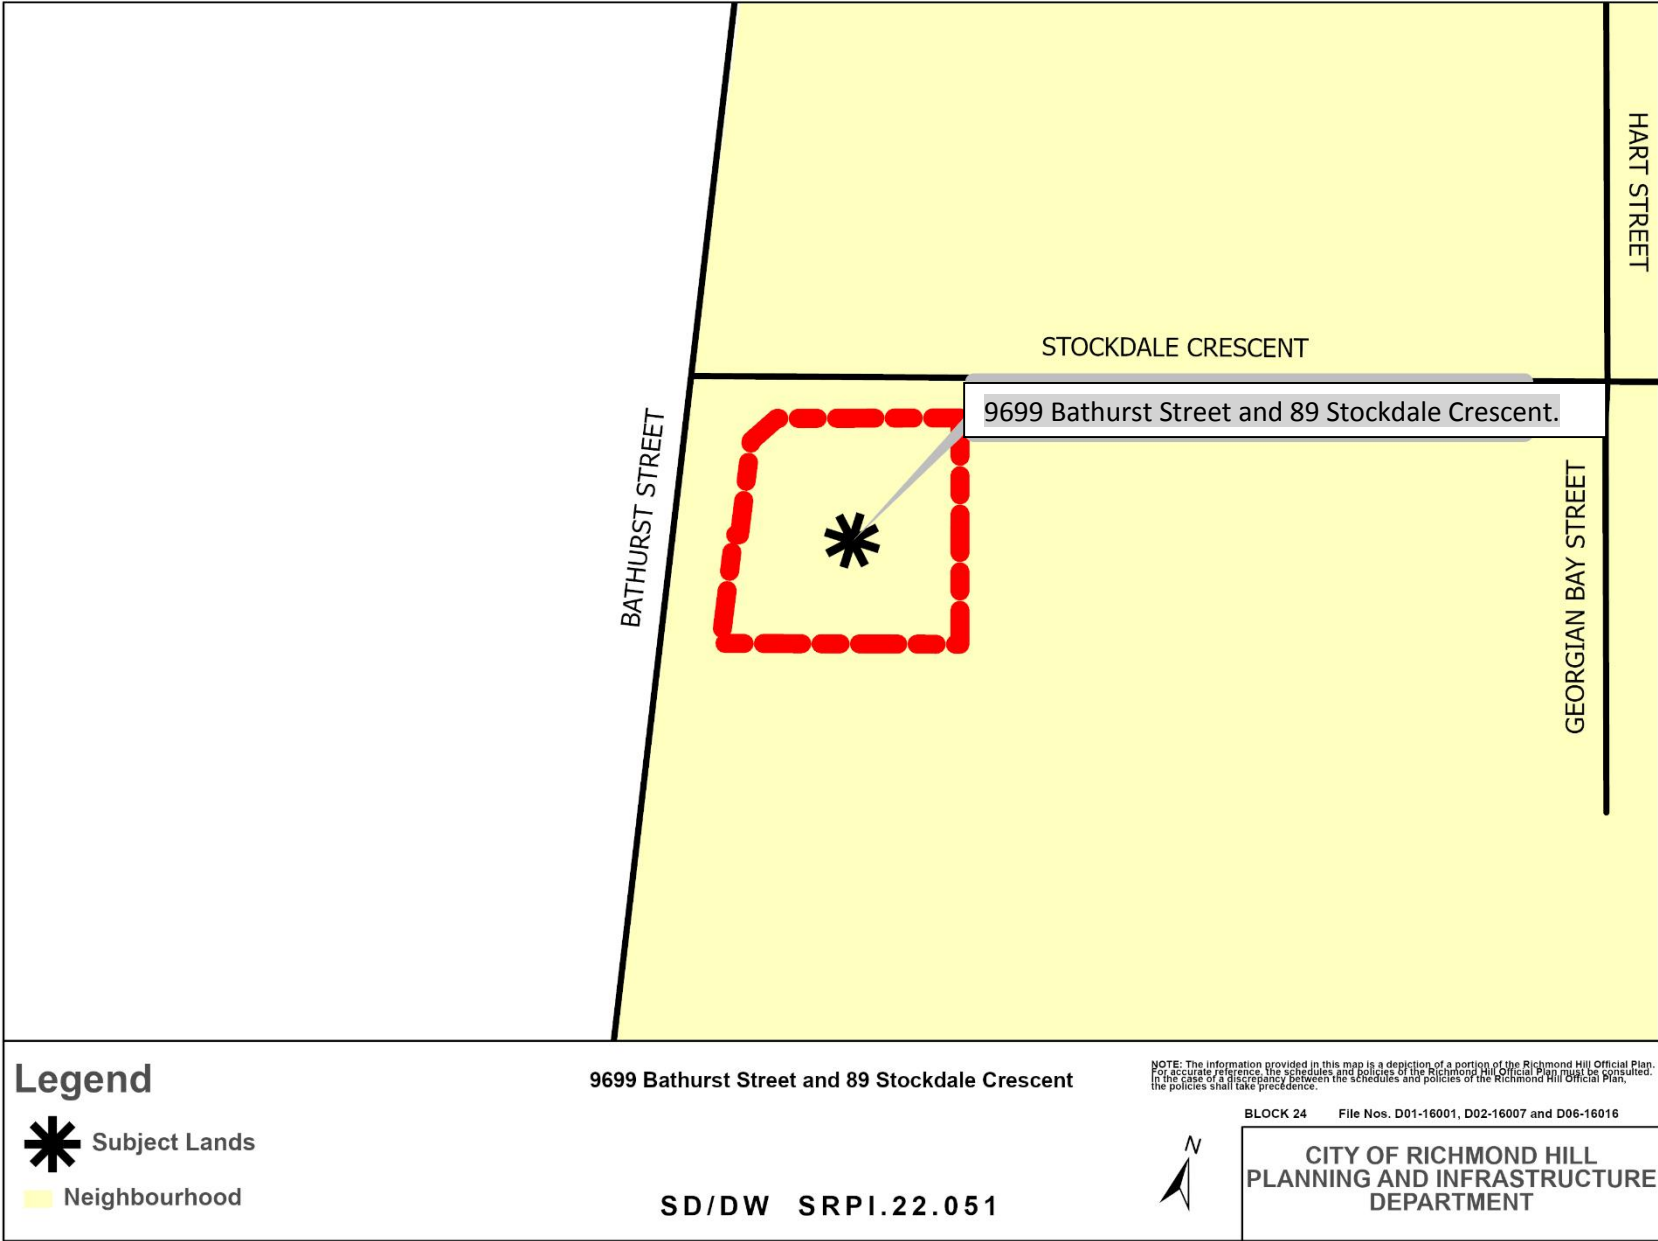 HART STREET
STOCKDALE CRESCENT
9699 Bathurst Street and 89 Stockdale Crescent.
BATHURST STREET
GEORGIAN BAY STREET
Legend
Subject Lands
Neighbourhood
9699 Bathurst Street and 89 Stockdale Crescent
SD/DW SRPI.22.051
NOTE: The information provided in this map is a depiction of a portion of the Richmond Hill Official Plan.
For accurate reference, the schedules and policies of the Richmond Hill Official Plan must be consulted.
In the case of a discrepancy between the schedules and policies of the Richmond Hill Official Plan,
the policies shall take precedence.
BLOCK 24 File Nos. D01-16001, D02-16007 and D06-16016
N
CITY OF RICHMOND HILL
PLANNING AND INFRASTRUCTURE
DEPARTMENT